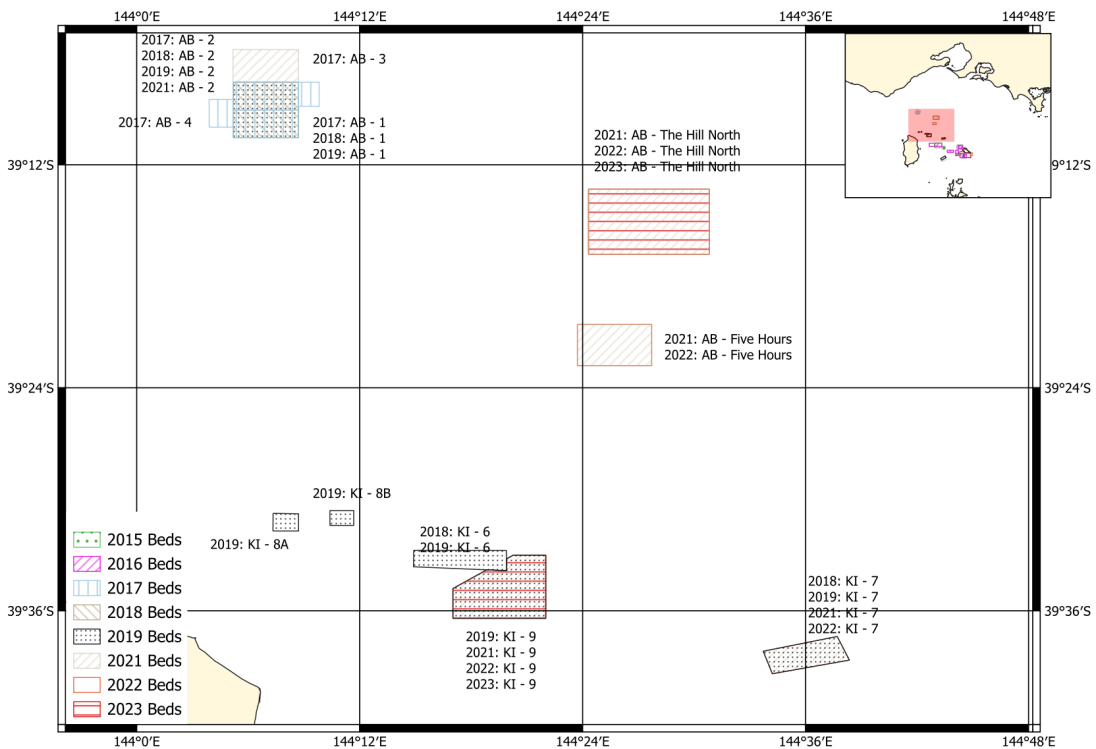 144°0′E 144°12′E 144°24′E 144°36′E 144°48′E
2017: AB - 2
2018: AB - 2
2019: AB - 2
2021: AB - 2
2017: AB - 3
2017: AB - 4
2017: AB - 1
2018: AB - 1
2019: AB - 1
2021: AB - The Hill North
2022: AB - The Hill North
2023: AB - The Hill North
39°12′S 9°12′S
2021: AB - Five Hours
2022: AB - Five Hours
39°24′S 39°24′S
2019: KI - 8B
2019: KI - 8A
2018: KI - 6
2019: KI - 6
2018: KI - 7
2019: KI - 7
2021: KI - 7
2022: KI - 7
39°36′S 39°36′S
2019: KI - 9
2021: KI - 9
2022: KI - 9
2023: KI - 9
2015 Beds
2016 Beds
2017 Beds
2018 Beds
2019 Beds
2021 Beds
2022 Beds
2023 Beds
144°0′E 144°12′E 144°24′E 144°36′E 144°48′E